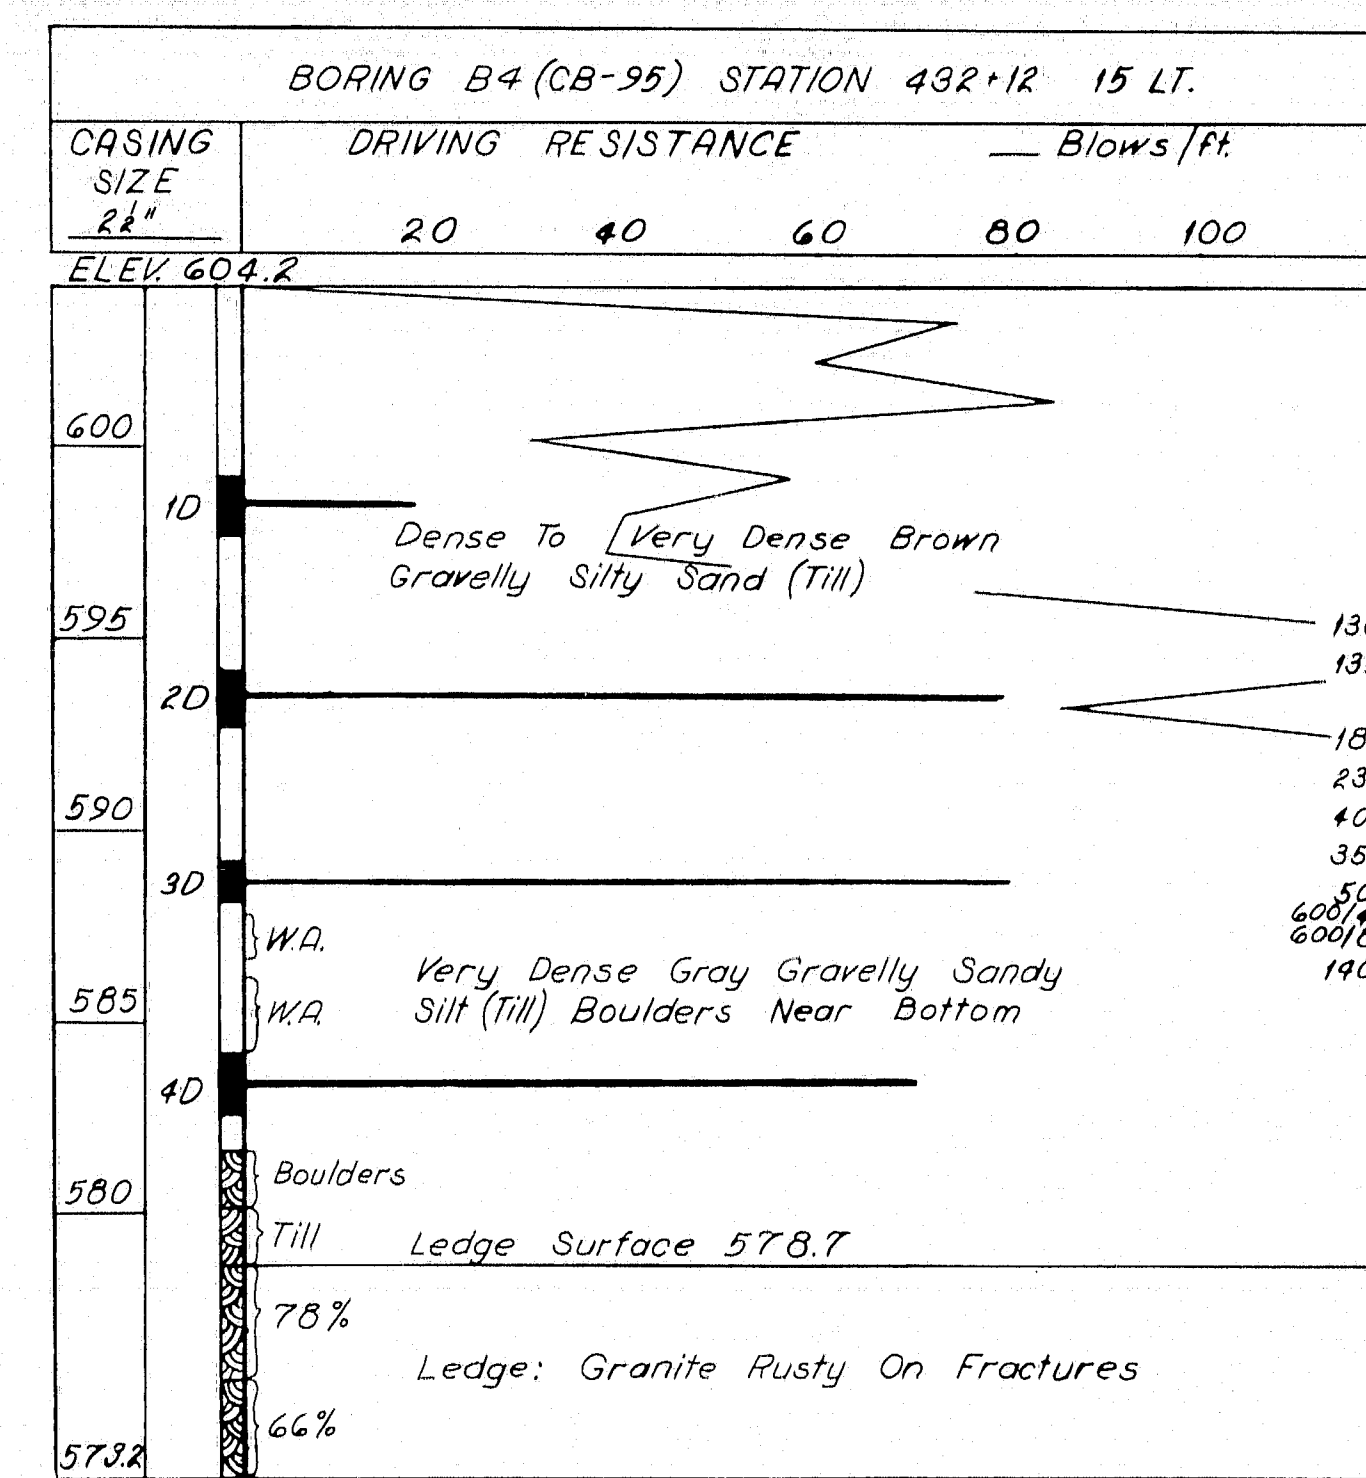 BORING B4 (CB-95) STATION 432+12 15 LT.
CASING SIZE 2½"
DRIVING RESISTANCE — Blows/ft.
20 40 60 80 100
ELEV. 604.2
600
1D
Dense To Very Dense Brown
Gravelly Silty Sand (Till)
595
2D
590
3D
W.A.
Very Dense Gray Gravelly Sandy
585
W.A.
Silt (Till) Boulders Near Bottom
4D
Boulders
580
Till
Ledge Surface 578.7
78%
Ledge: Granite Rusty On Fractures
66%
573.2